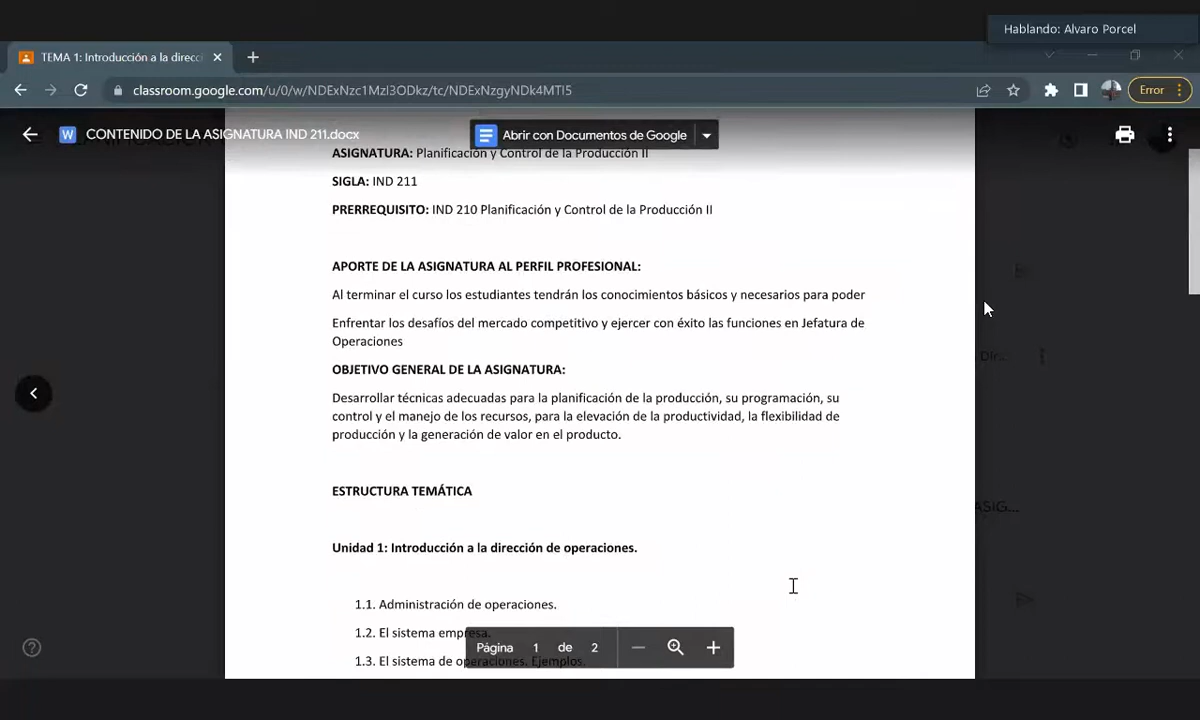 Hablando: Alvaro Porcel
TEMA 1: Introducción a la direcc
classroom.google.com/u/0/w/NDExNzc1MzI3ODkz/tc/NDExNzgyNDk4MTI5
Error
CONTENIDO DE LA ASIGNATURA IND 211.docx
Abrir con Documentos de Google
ASIGNATURA: Planificación y Control de la Producción II
SIGLA: IND 211
PRERREQUISITO: IND 210 Planificación y Control de la Producción II
APORTE DE LA ASIGNATURA AL PERFIL PROFESIONAL:
Al terminar el curso los estudiantes tendrán los conocimientos básicos y necesarios para poder
Enfrentar los desafíos del mercado competitivo y ejercer con éxito las funciones en Jefatura de
Operaciones
OBJETIVO GENERAL DE LA ASIGNATURA:
Desarrollar técnicas adecuadas para la planificación de la producción, su programación, su
control y el manejo de los recursos, para la elevación de la productividad, la flexibilidad de
producción y la generación de valor en el producto.
ESTRUCTURA TEMÁTICA
Unidad 1: Introducción a la dirección de operaciones.
1.1. Administración de operaciones.
1.2. El sistema empresa.
1.3. El sistema de operaciones. Ejemplos.
Página 1 de 2